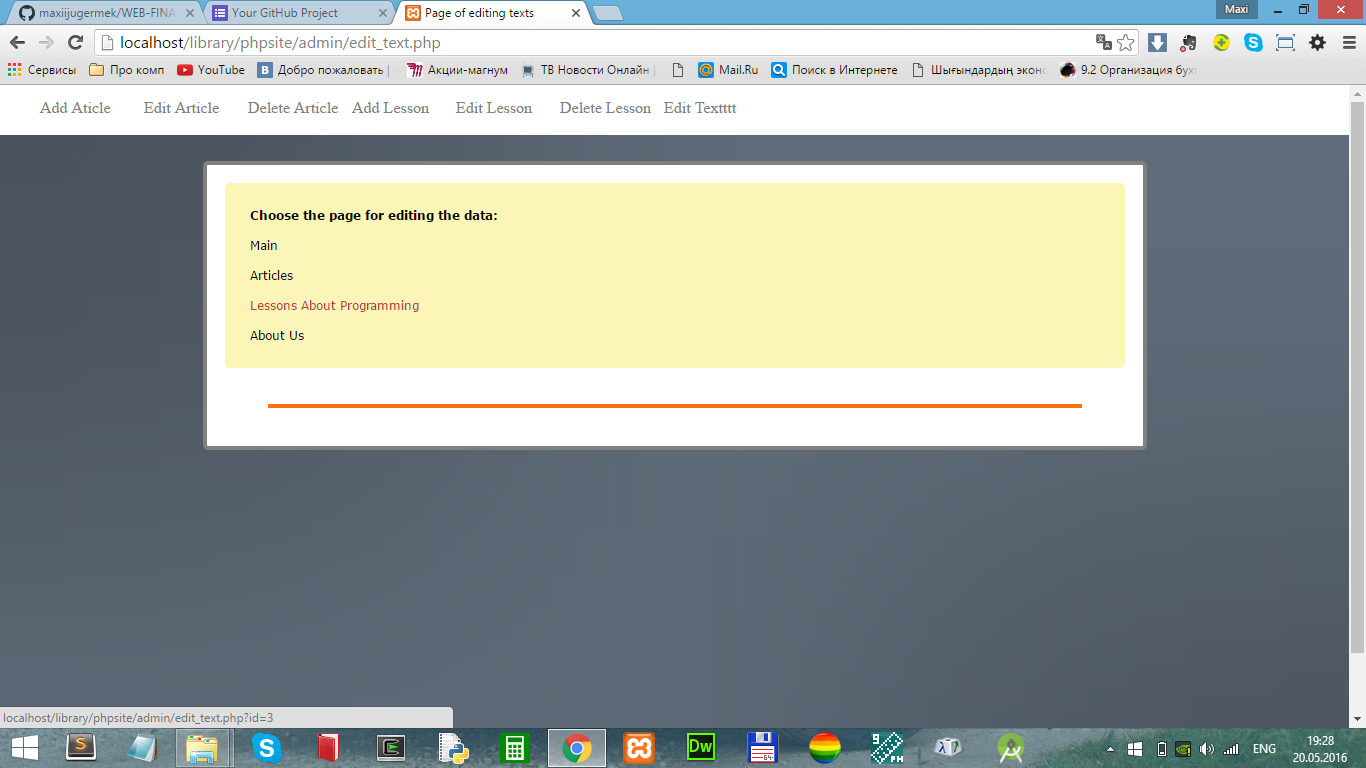 maxiijugermek/WEB-FINA
Your GitHub Project
Page of editing texts
Maxi
localhost/library/phpsite/admin/edit_text.php
Сервисы
Про комп
YouTube
Добро пожаловать |
Акции-магнум
ТВ Новости Онлайн |
Mail.Ru
Поиск в Интернете
Шығындардың экон
9.2 Организация бухг
Add Aticle
Edit Article
Delete Article
Add Lesson
Edit Lesson
Delete Lesson
Edit Textttt
Choose the page for editing the data:
Main
Articles
Lessons About Programming
About Us
localhost/library/phpsite/admin/edit_text.php?id=3
Dw
64
ENG
19:28
20.05.2016